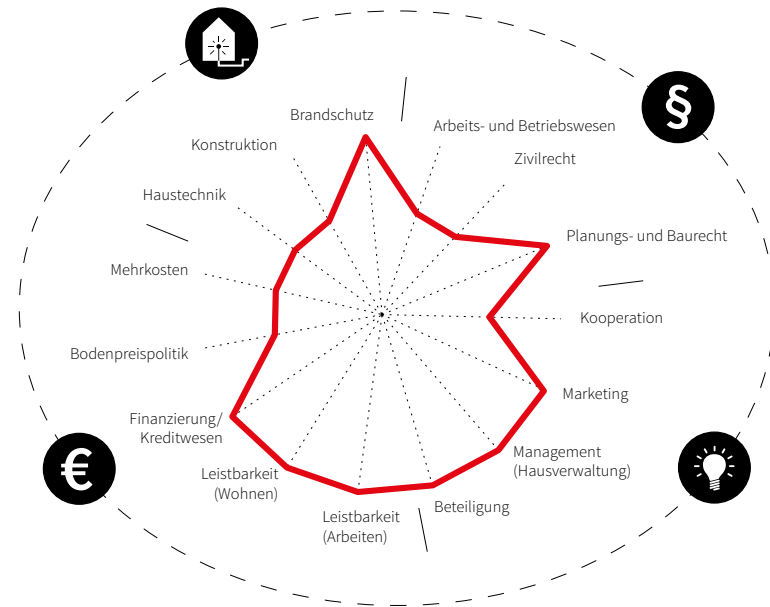 Brandschutz
Arbeits- und Betriebswesen
Konstruktion
Zivilrecht
§
Haustechnik
Planungs- und Baurecht
Mehrkosten
Kooperation
Bodenpreispolitik
Marketing
Finanzierung/
Kreditwesen
€
Management
(Hausverwaltung)
Leistbarkeit
(Wohnen)
Beteiligung
Leistbarkeit
(Arbeiten)